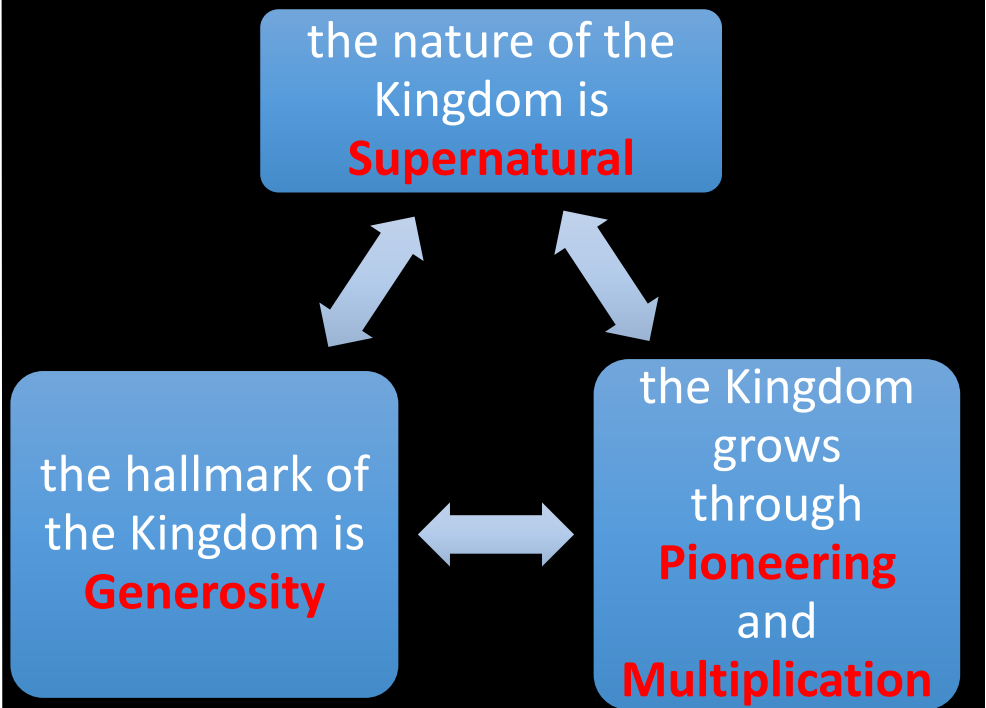 the nature of the
Kingdom is
Supernatural
the hallmark of
the Kingdom is
Generosity
the Kingdom
grows
through
Pioneering
and
Multiplication